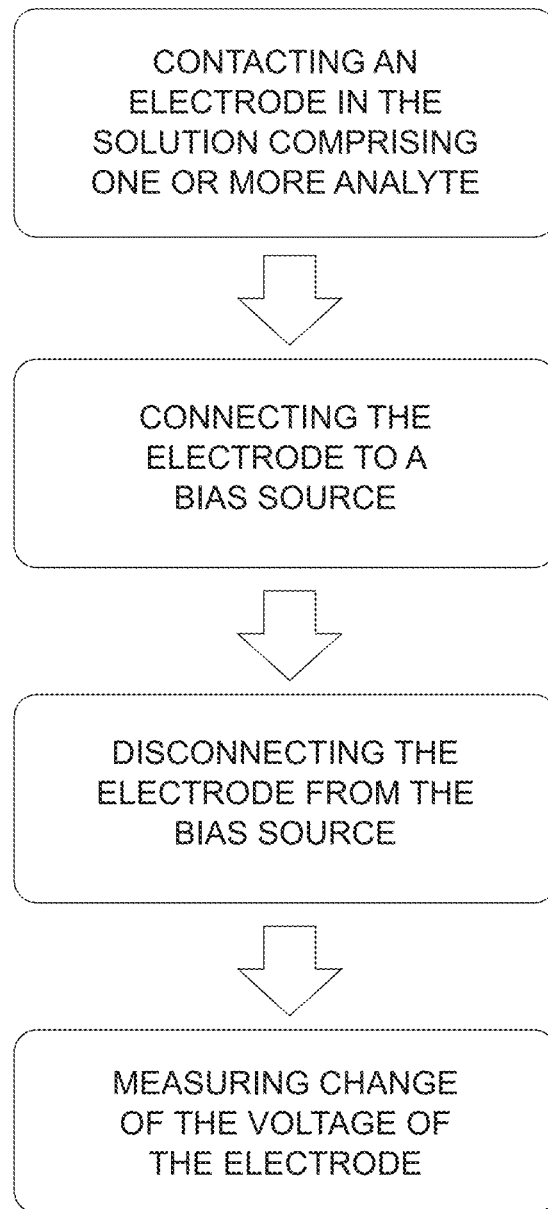 CONTACTING AN
ELECTRODE IN THE
SOLUTION COMPRISING
ONE OR MORE ANALYTE
CONNECTING THE
ELECTRODE TO A
BIAS SOURCE
DISCONNECTING THE
ELECTRODE FROM THE
BIAS SOURCE
MEASURING CHANGE
OF THE VOLTAGE OF
THE ELECTRODE